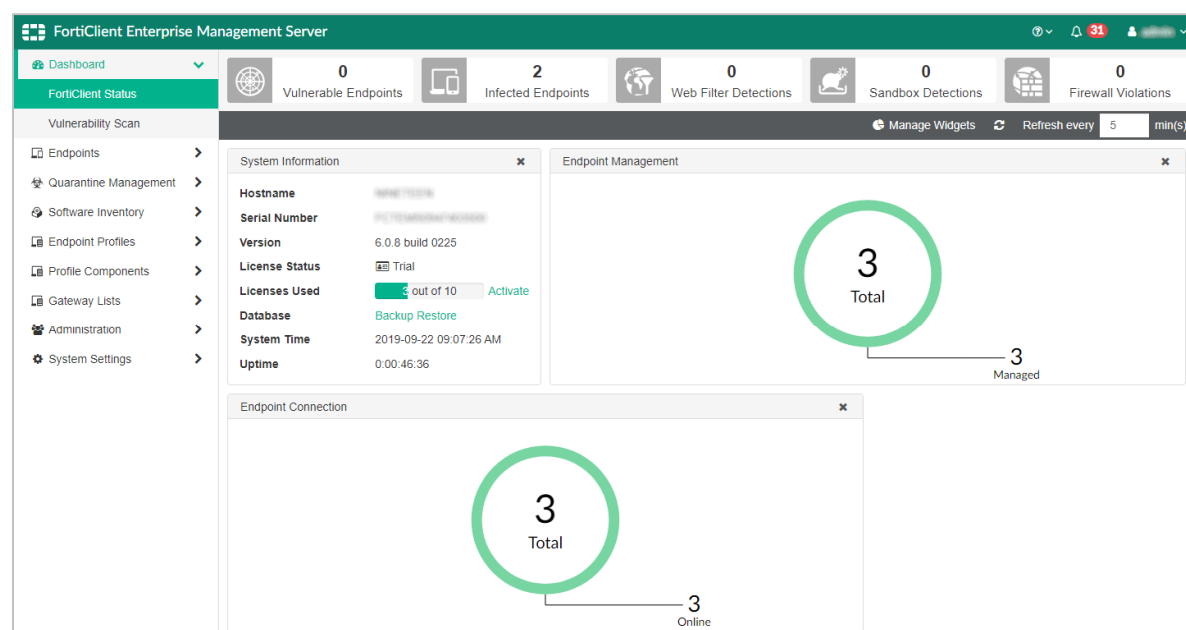 FortiClient Enterprise Management Server
31
Dashboard
FortiClient Status
Vulnerability Scan
Endpoints
Quarantine Management
Software Inventory
Endpoint Profiles
Profile Components
Gateway Lists
Administration
System Settings
0
Vulnerable Endpoints
2
Infected Endpoints
0
Web Filter Detections
0
Sandbox Detections
0
Firewall Violations
Manage Widgets Refresh every 5 min(s)
System Information
Hostname
Serial Number
Version 6.0.8 build 0225
License Status Trial
Licenses Used 3 out of 10 Activate
Database Backup Restore
System Time 2019-09-22 09:07:26 AM
Uptime 0:00:46:36
Endpoint Management
3
Total
3
Managed
Endpoint Connection
3
Total
3
Online